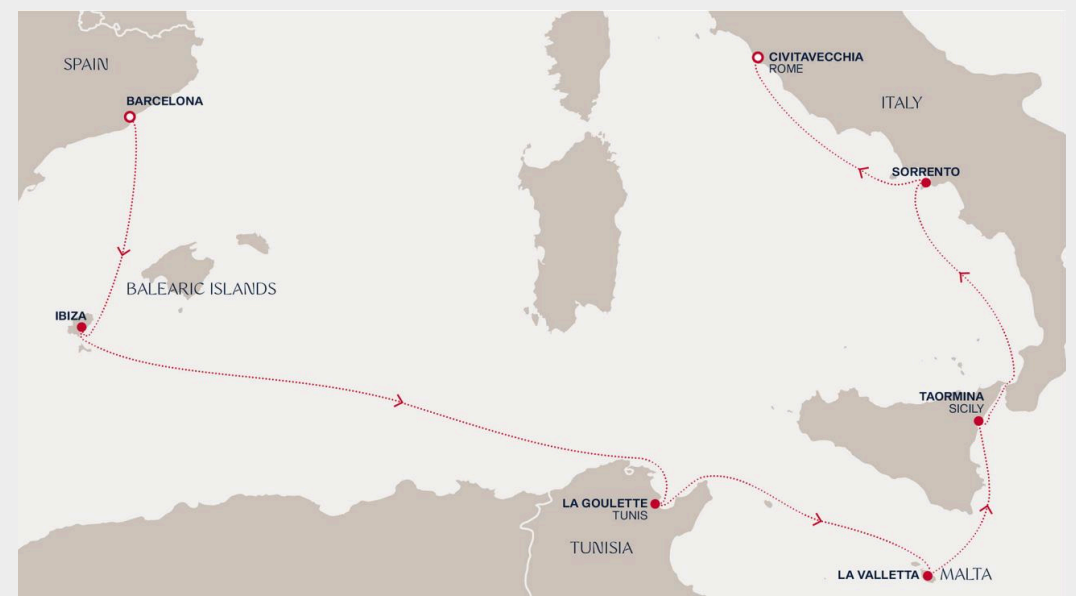 SPAIN
BARCELONA
BALEARIC ISLANDS
IBIZA
CIVITAVECCHIA
ROME
ITALY
SORRENTO
TAORMINA
SICILY
LA GOULETTE
TUNIS
TUNISIA
LA VALLETTA
MALTA